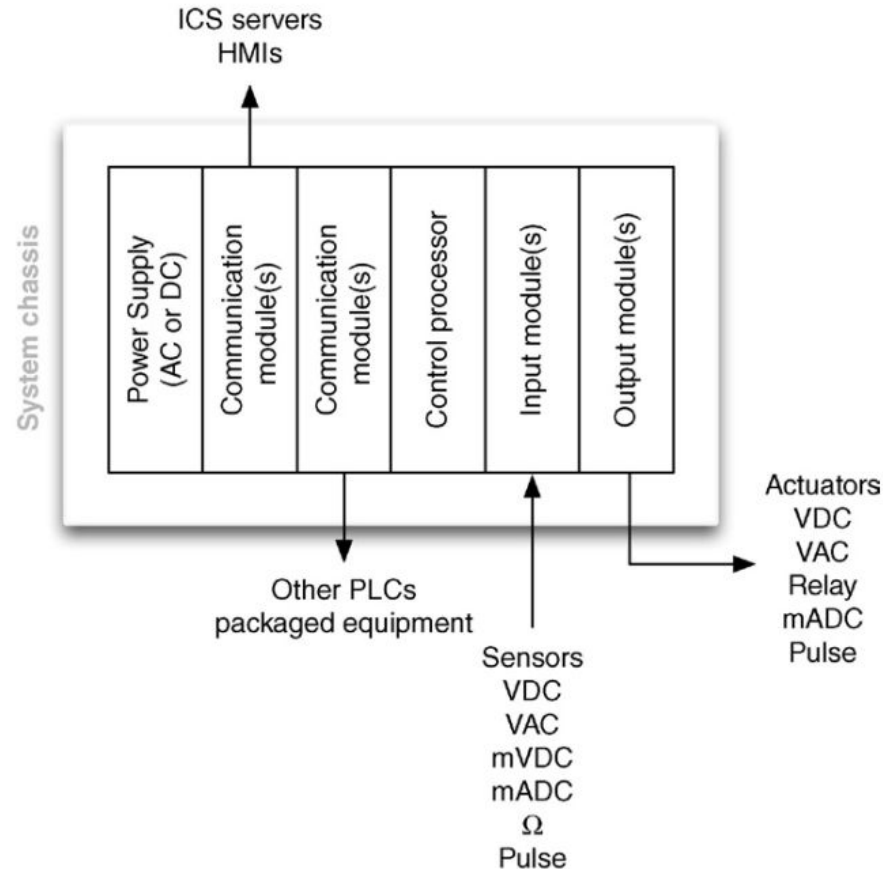 ICS servers
HMIs
System chassis
Power Supply
(AC or DC)
Communication
module(s)
Communication
module(s)
Control processor
Input module(s)
Output module(s)
Other PLCs
packaged equipment
Sensors
VDC
VAC
mVDC
mADC
Ω
Pulse
Actuators
VDC
VAC
Relay
mADC
Pulse